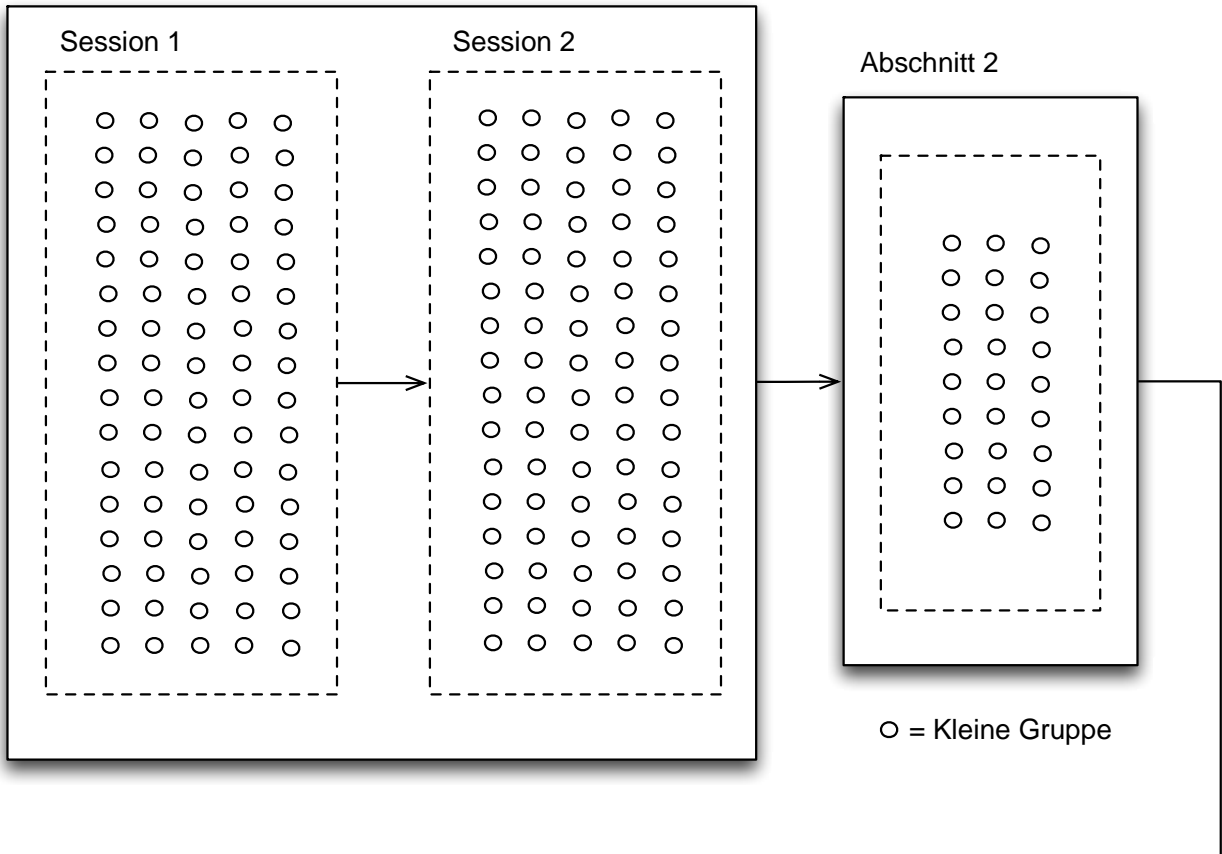 Session 1
Session 2
Abschnitt 2
= Kleine Gruppe